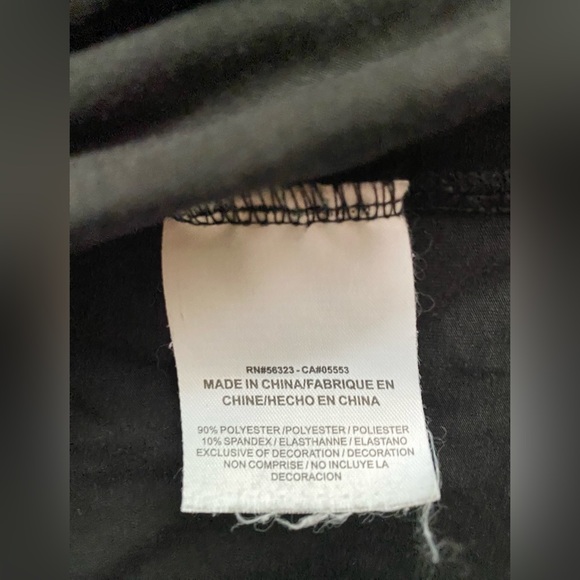 RN#56323 - CA#05553
MADE IN CHINA/FABRIQUE EN
CHINE/HECHO EN CHINA
90% POLYESTER /POLYESTER / POLIESTER
10% SPANDEX / ELASTHANNE / ELASTANO
EXCLUSIVE OF DECORATION / DECORATION
NON COMPRISE / NO INCLUYE LA
DECORACION